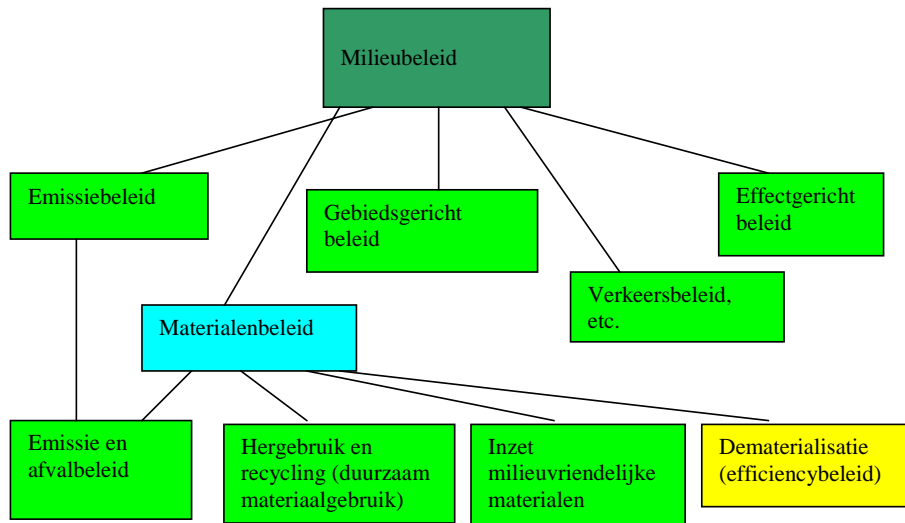 Milieubeleid
Emissiebeleid
Gebiedsgericht
beleid
Effectgericht
beleid
Verkeersbeleid,
etc.
Materialenbeleid
Emissie en
afvalbeleid
Hergebruik en
recycling (duurzaam
materiaalgebruik)
Inzet
milieuvriendelijke
materialen
Dematerialisatie
(efficiencybeleid)